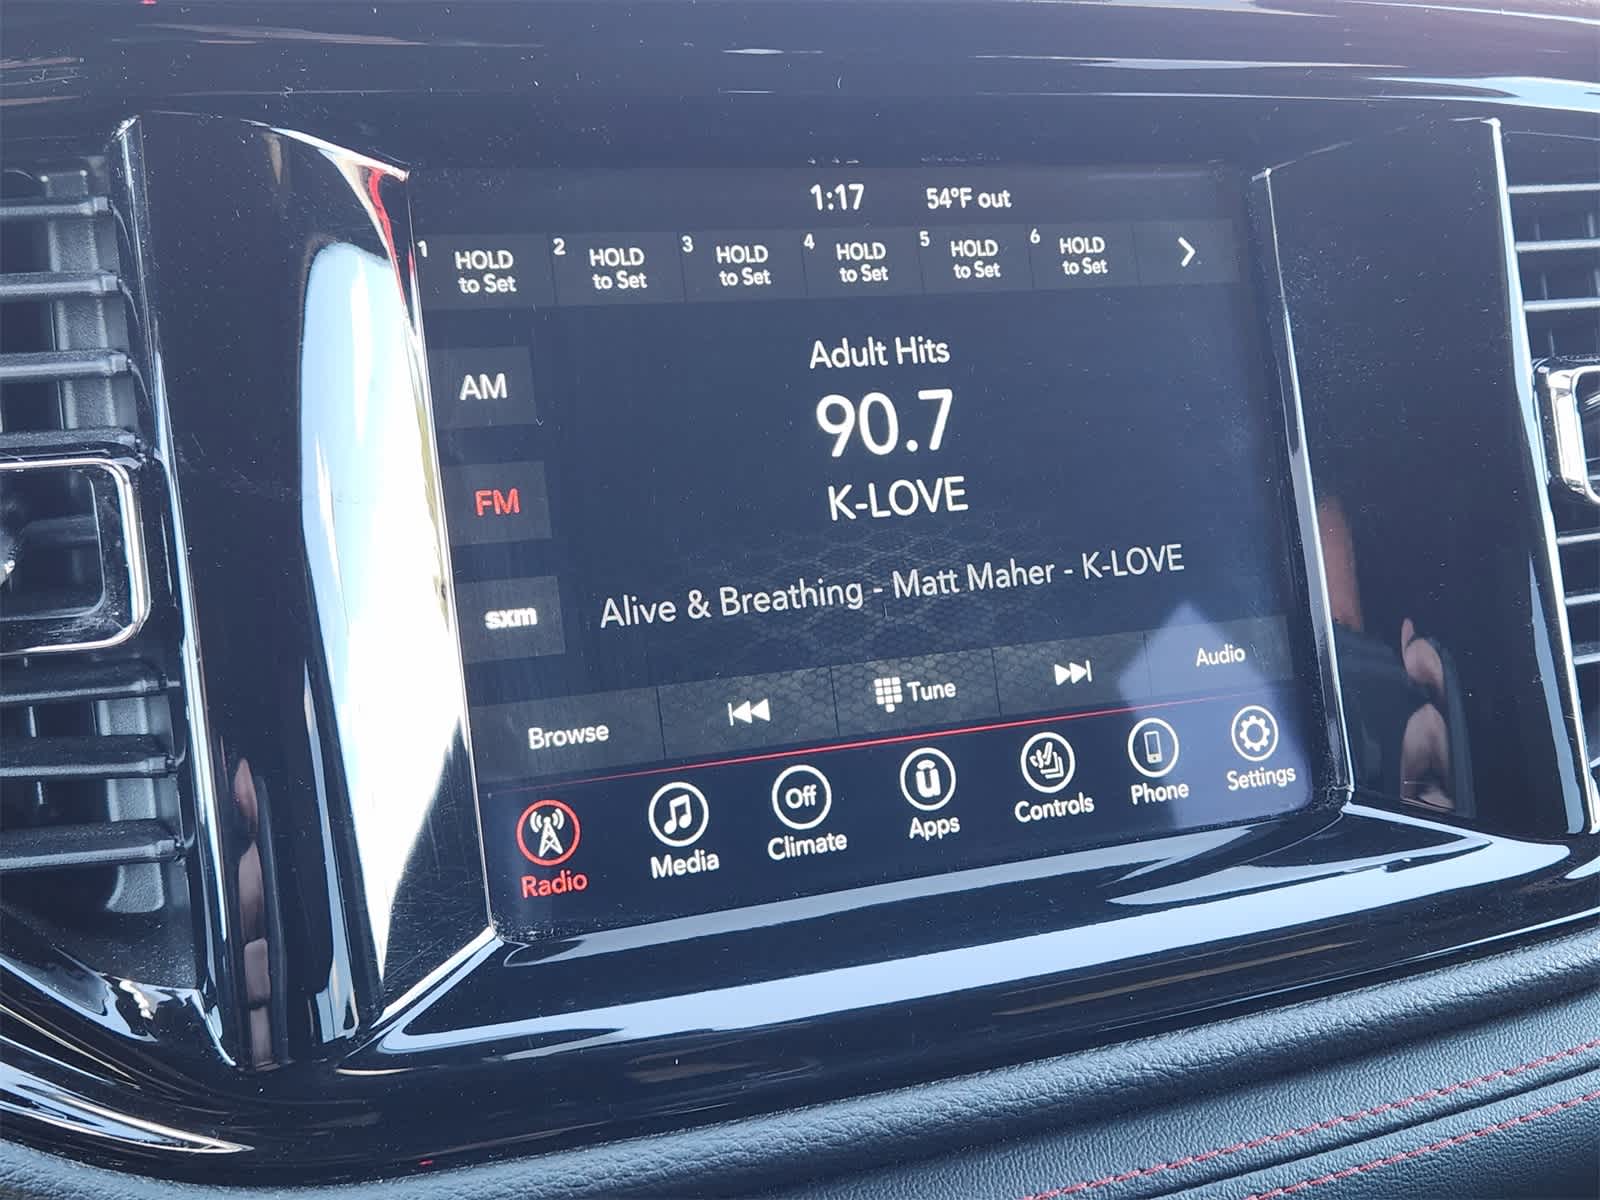 1:17 54°F out
1 HOLD to Set 2 HOLD to Set 3 HOLD to Set 4 HOLD to Set 5 HOLD to Set 6 HOLD to Set
Adult Hits
AM
90.7
FM
K-LOVE
Alive & Breathing - Matt Maher - K-LOVE
sxm
Browse Tune Audio
Off
Radio Media Climate Apps Controls Phone Settings